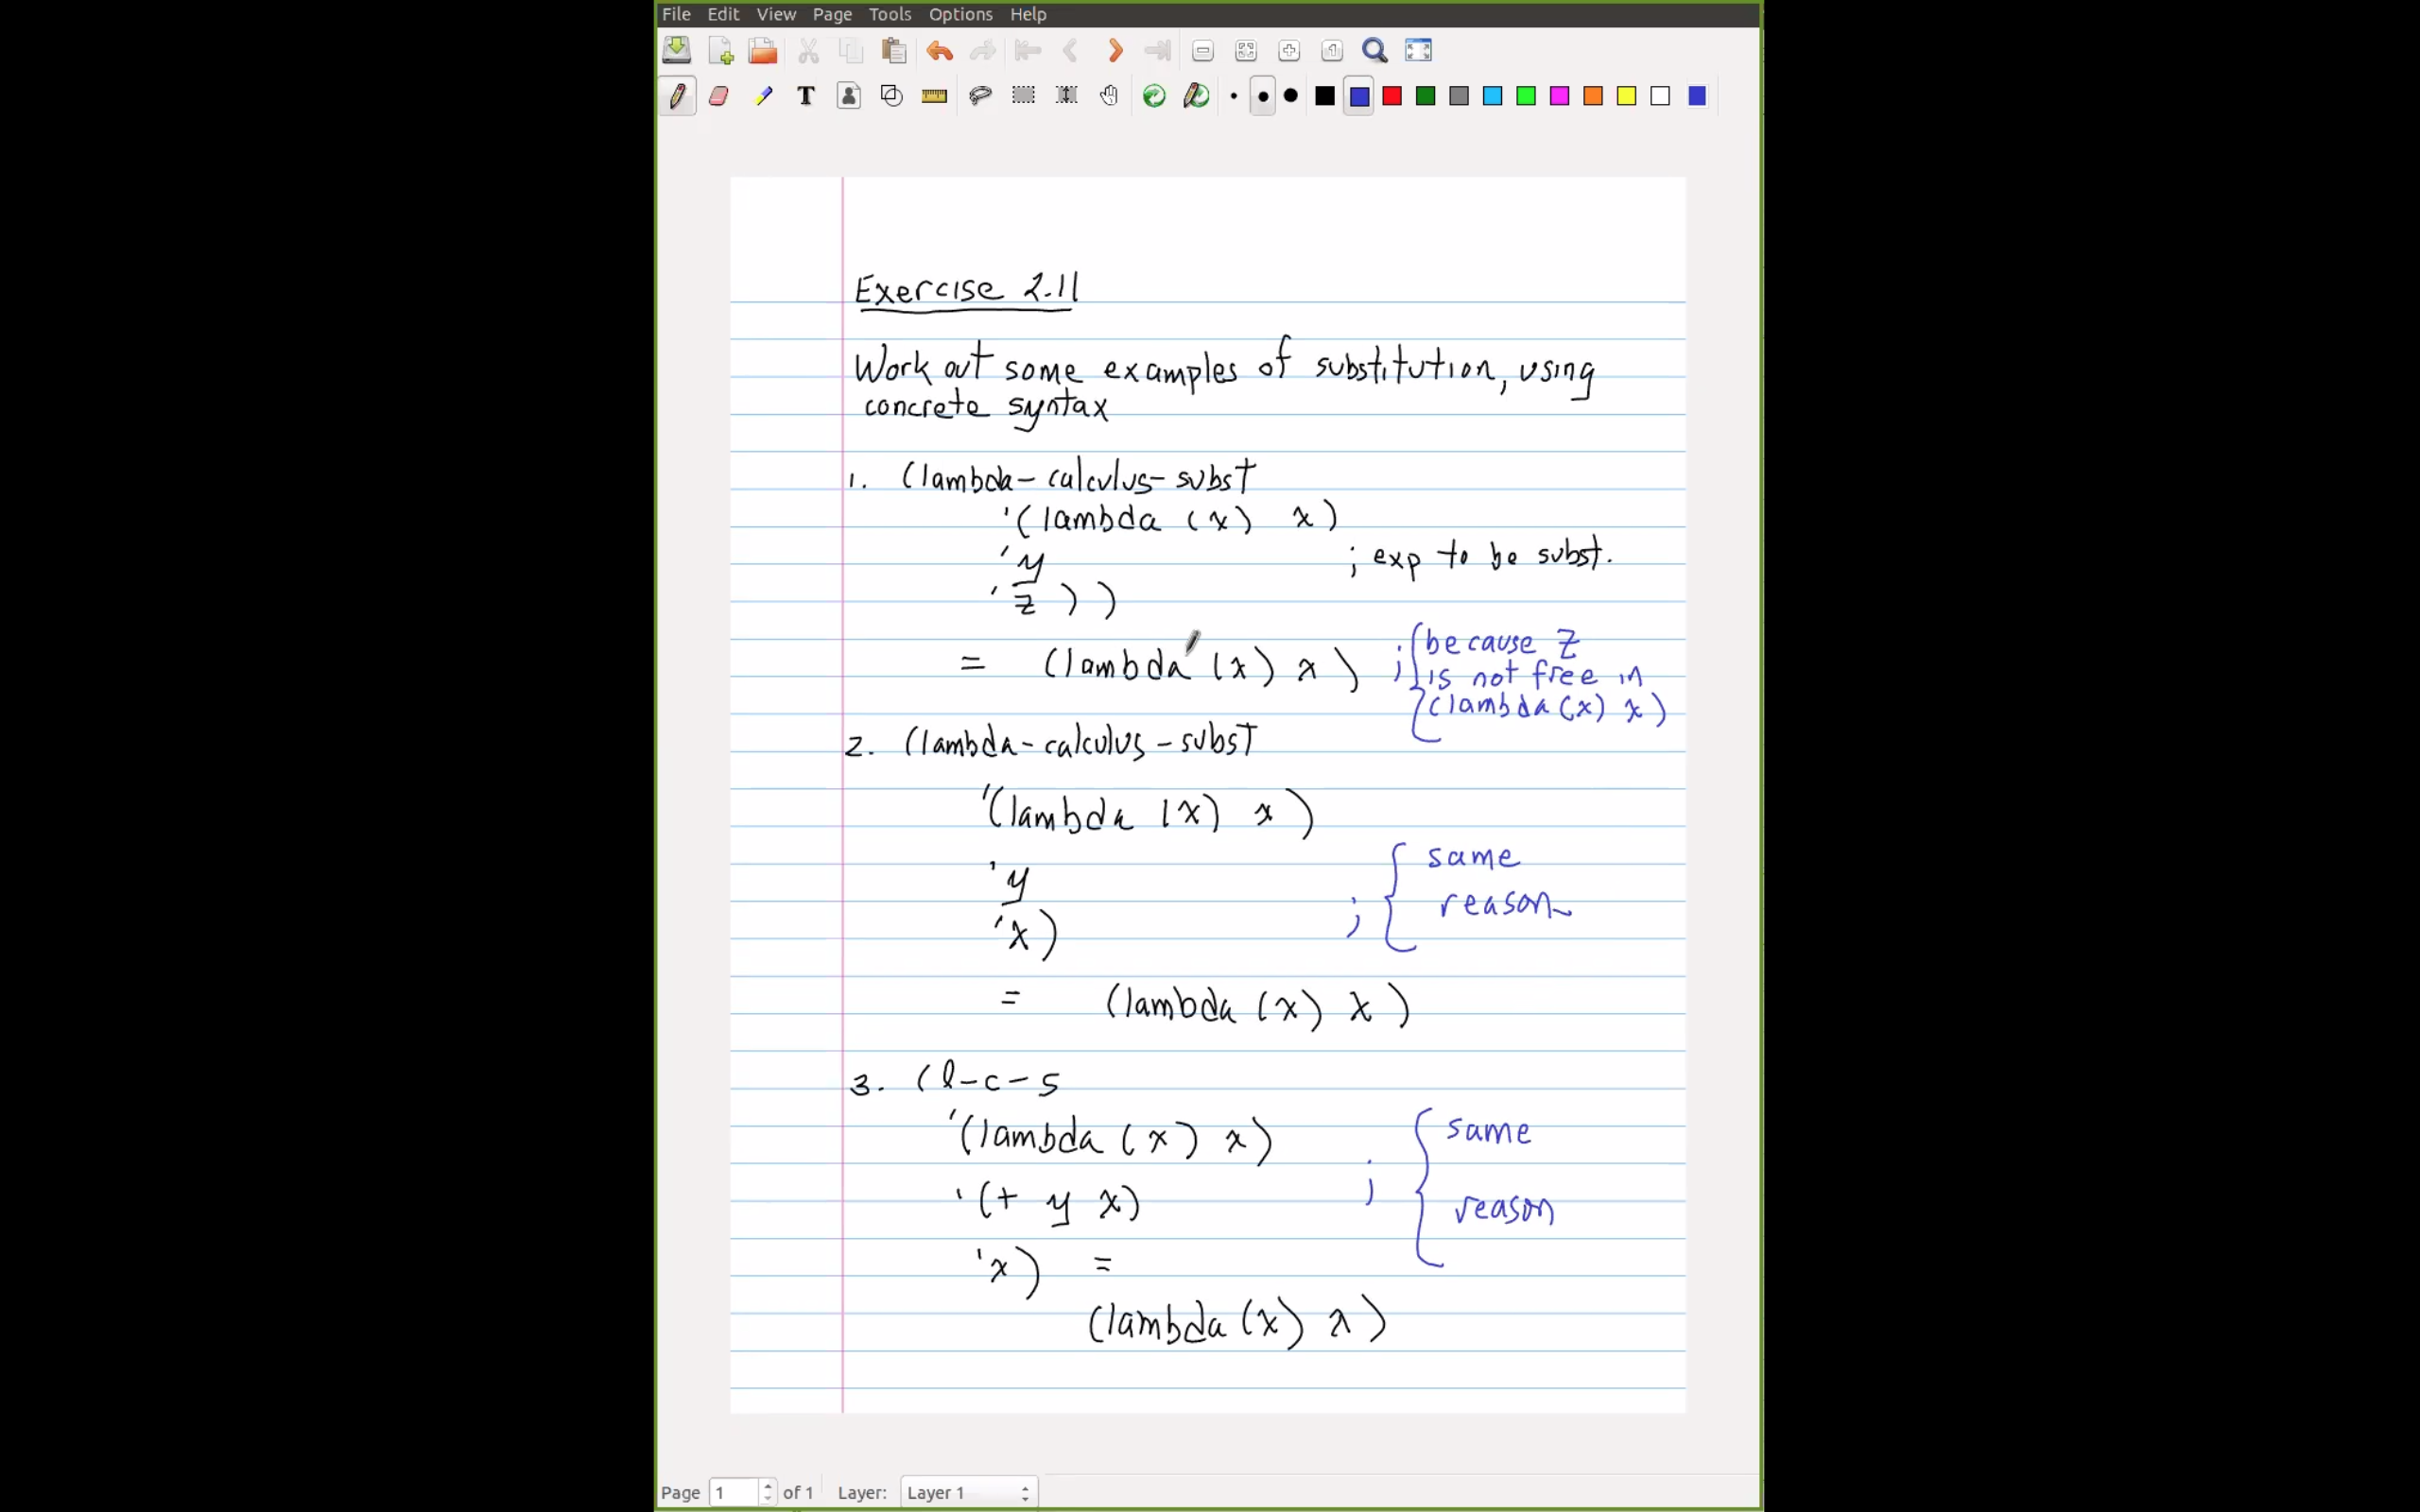 File Edit View Page Tools Options Help
T
Exercise 2.11
Work out some examples of substitution, using
concrete syntax
1. (lambda-calculus-subst
'(lambda (x) x)
'y ; exp to be subst.
'z))
= (lambda (x) x) ; because z
is not free in
(lambda (x) x)
2. (lambda-calculus-subst
'(lambda (x) x)
'y ; same
reason
'x)
= (lambda (x) x)
3. (l-c-s
'(lambda (x) x) same
'(+ y x) ; reason
'x) =
(lambda (x) x)
Page 1 of 1 Layer: Layer 1